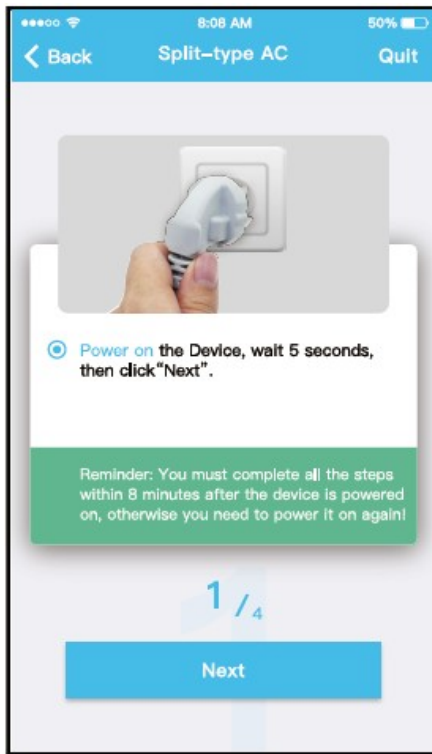 8:08 AM
50%
Back
Split-type AC
Quit
Power on the Device, wait 5 seconds,
then click“Next”.
Reminder: You must complete all the steps
within 8 minutes after the device is powered
on, otherwise you need to power it on again!
1 / 4
Next